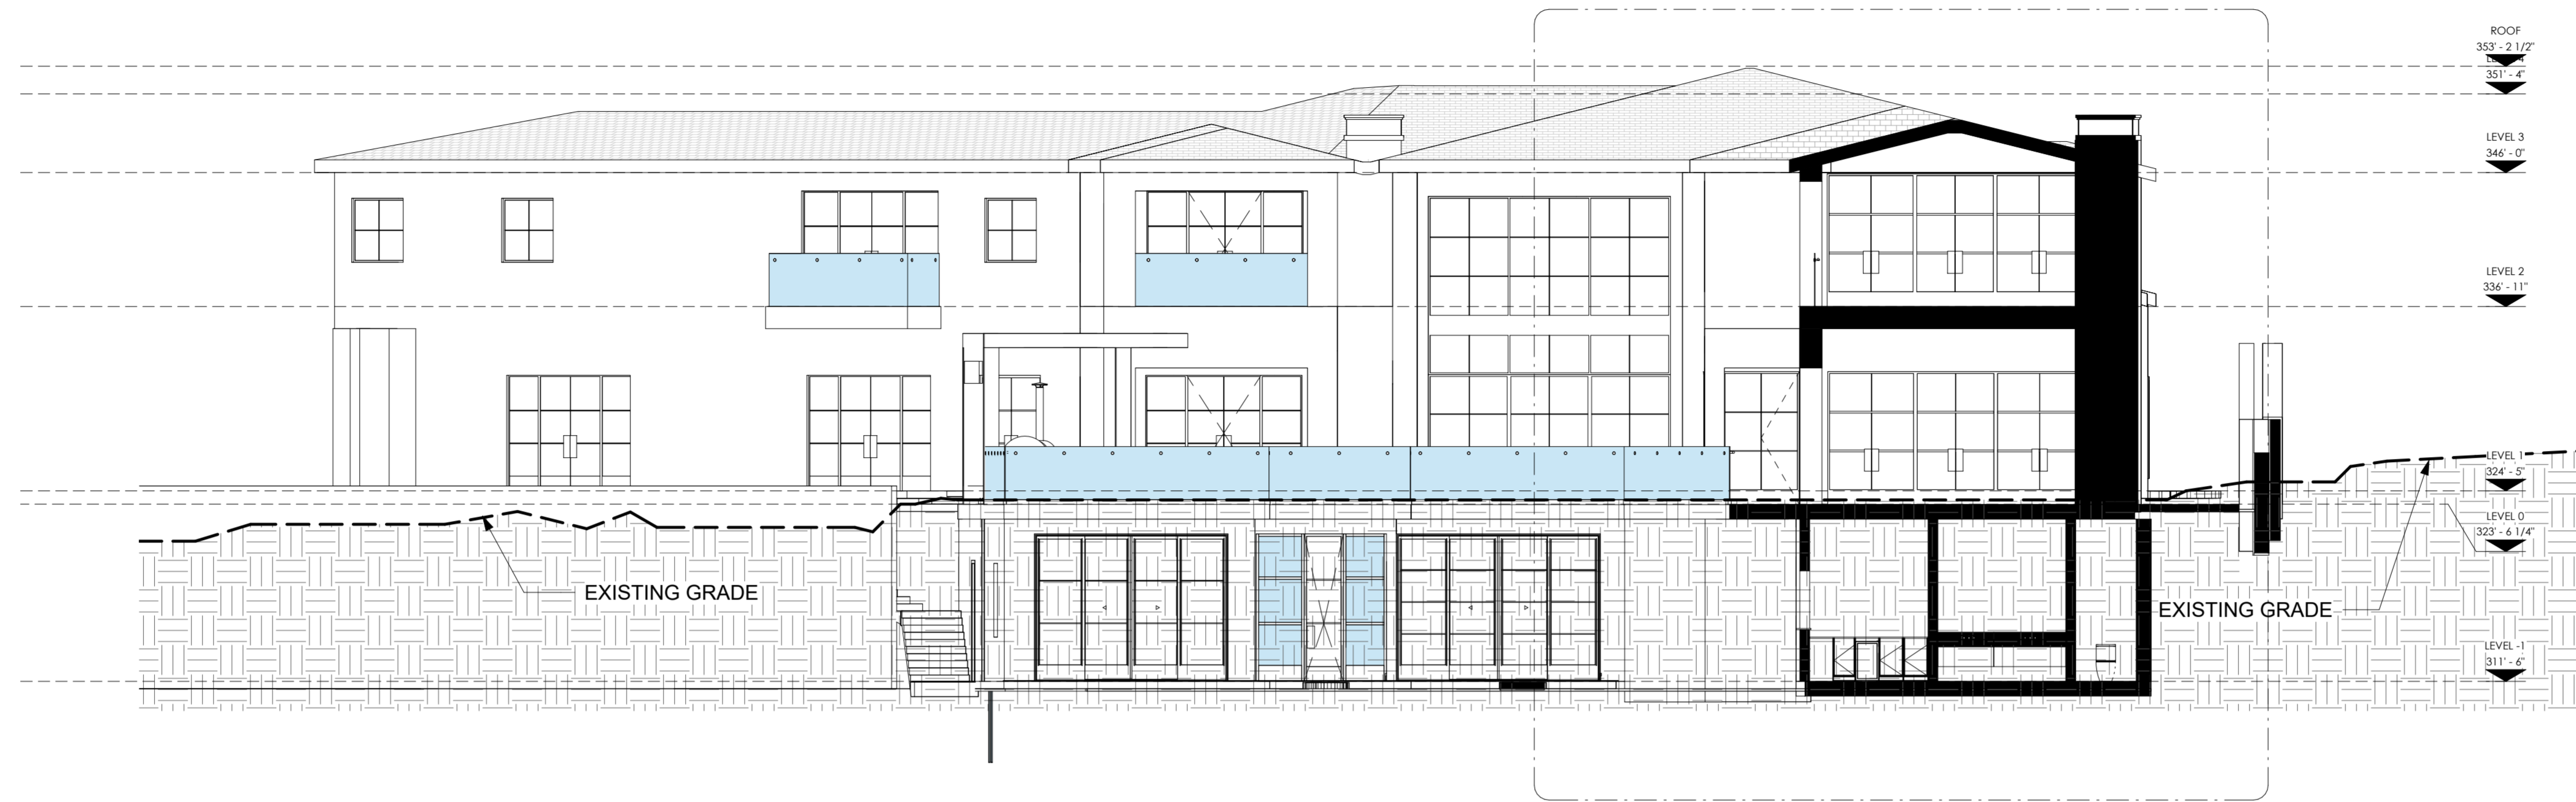 ROOF
353' - 2 1/2"
351' - 4"
LEVEL 3
346' - 0"
LEVEL 2
336' - 11"
LEVEL 1
324' - 5"
LEVEL 0
323' - 6 1/4"
EXISTING GRADE
EXISTING GRADE
LEVEL -1
311' - 6"